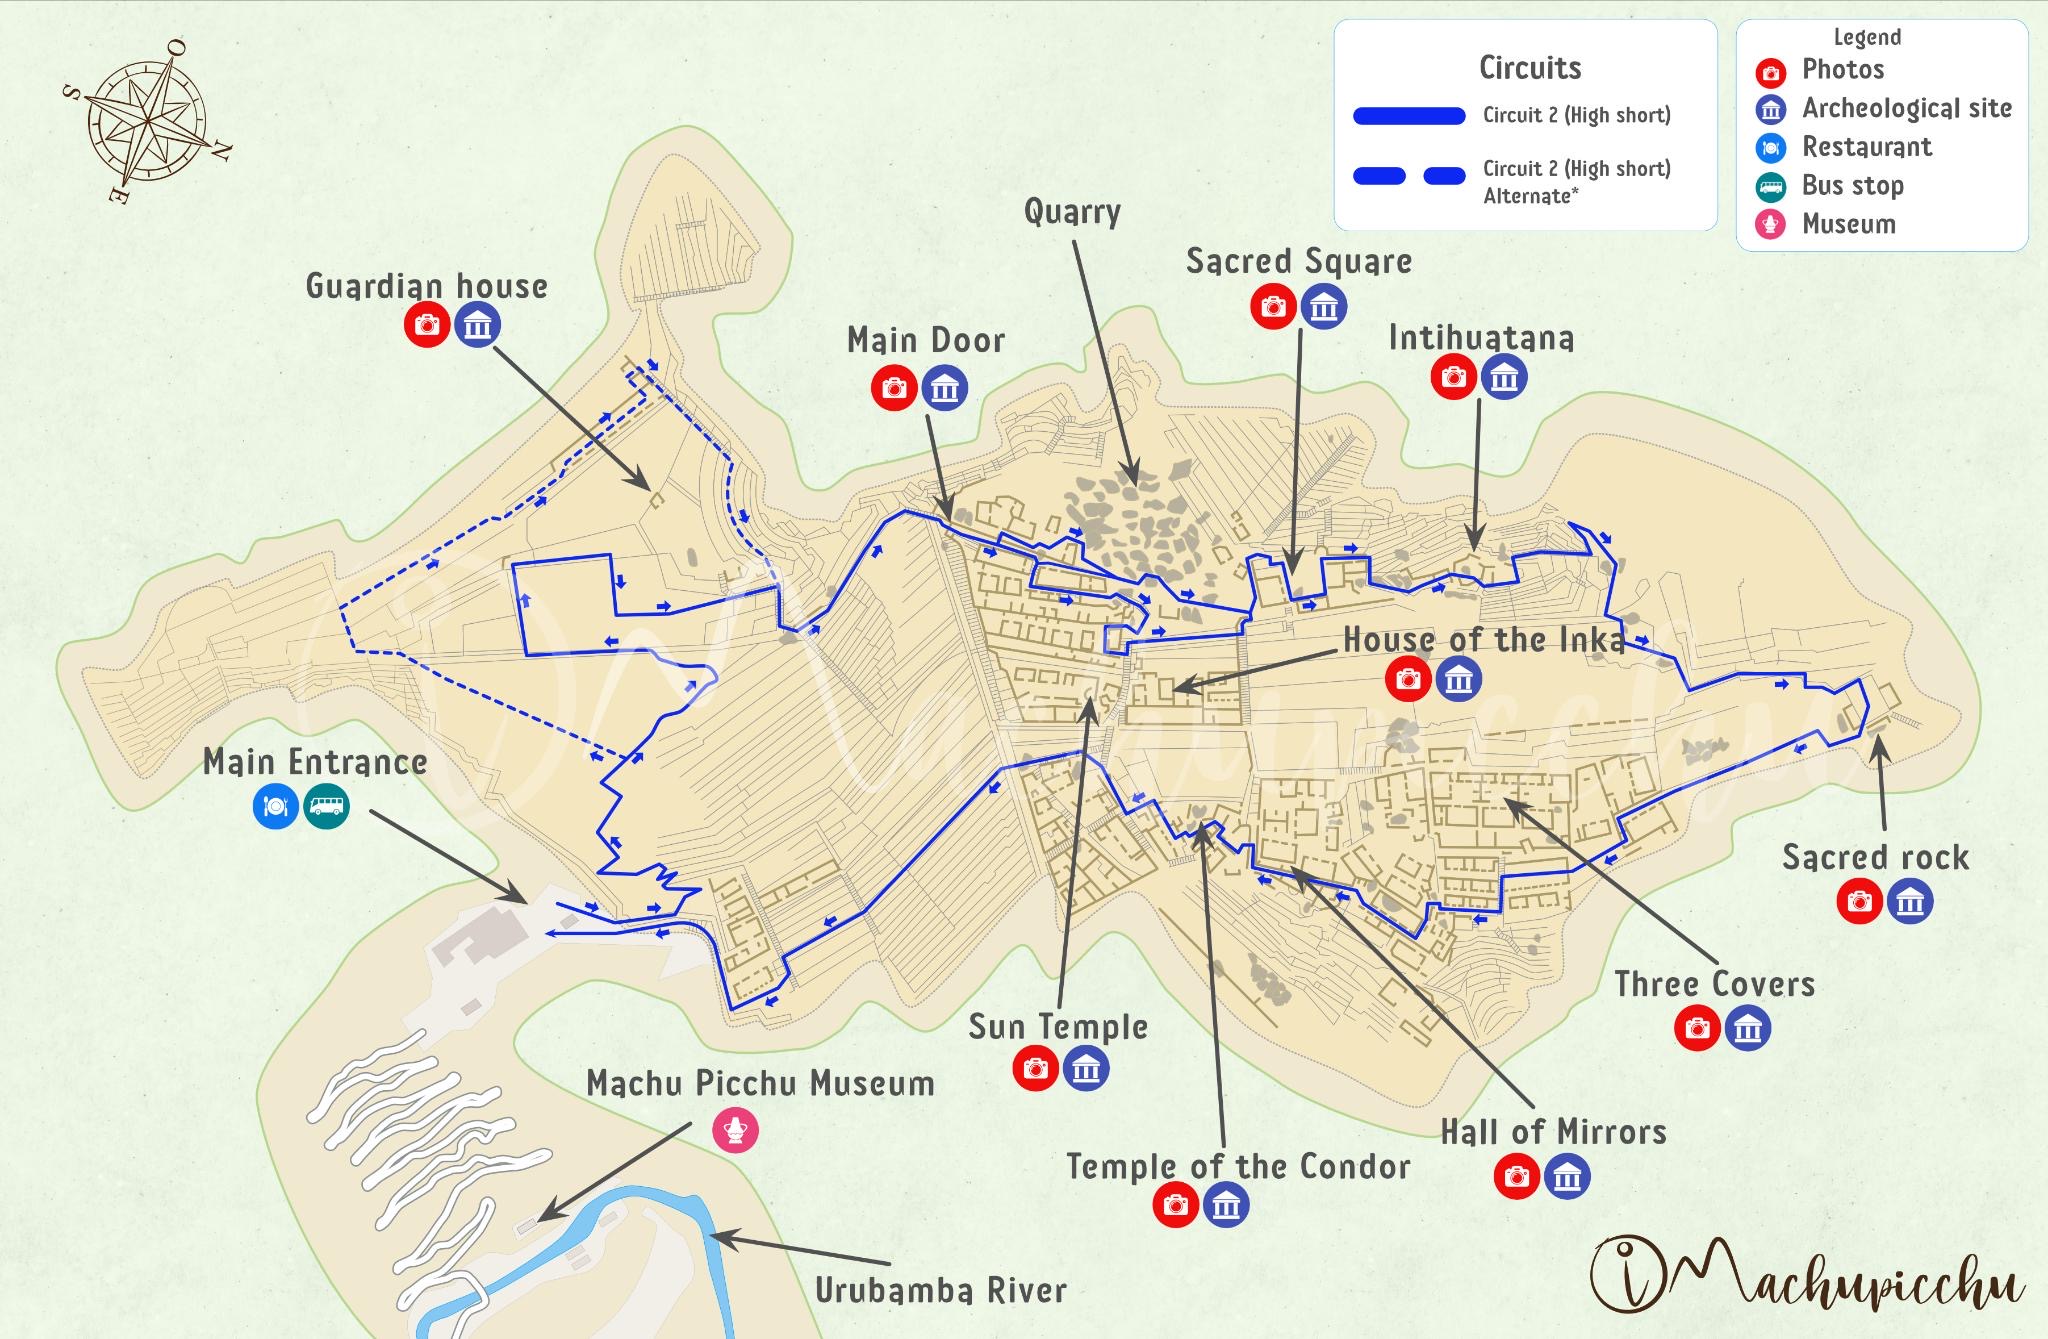 O
S
N
E
Circuits
Circuit 2 (High short)
Circuit 2 (High short)
Alternate*
Legend
Photos
Archeological site
Restaurant
Bus stop
Museum
Quarry
Sacred Square
Guardian house
Main Door
Intihuatana
House of the Inka
Main Entrance
Sacred rock
Three Covers
Sun Temple
Machu Picchu Museum
Hall of Mirrors
Temple of the Condor
Urubamba River
i Machupicchu
i Machupicchu